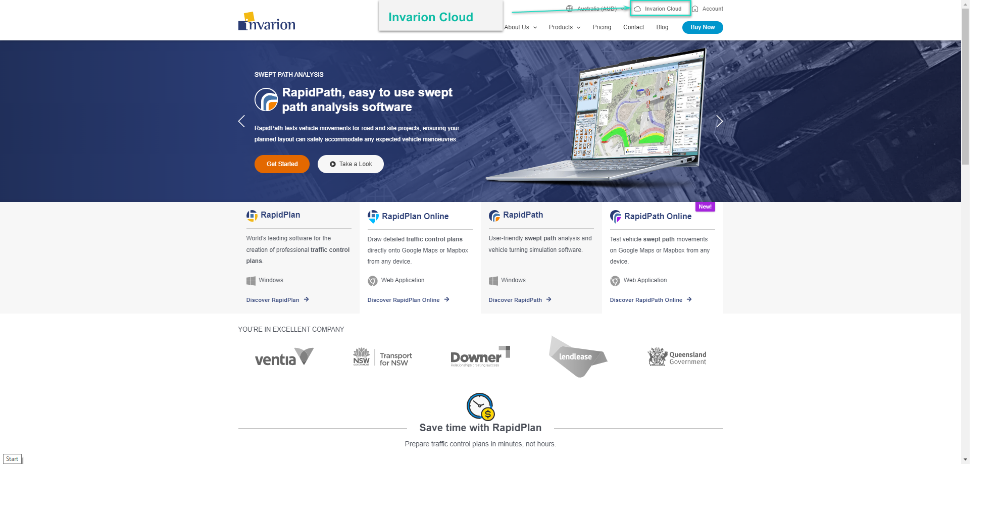 Australia (AUD)
Invarion Cloud
Account
Invarion Cloud
invarion
About Us
Products
Pricing
Contact
Blog
Buy Now
SWEPT PATH ANALYSIS
RapidPath, easy to use swept
path analysis software
RapidPath tests vehicle movements for road and site projects, ensuring your
planned layout can safely accommodate any expected vehicle manoeuvres.
Get Started
Take a Look
invarion
New!
RapidPlan
World's leading software for the
creation of professional traffic control
plans.
Windows
Discover RapidPlan
RapidPlan Online
Draw detailed traffic control plans
directly onto Google Maps or Mapbox
from any device.
Web Application
Discover RapidPlan Online
RapidPath
User-friendly swept path analysis and
vehicle turning simulation software.
Windows
Discover RapidPath
RapidPath Online
Test vehicle swept path movements
on Google Maps or Mapbox from any
device.
Web Application
Discover RapidPath Online
YOU'RE IN EXCELLENT COMPANY
ventia
NSW
GOVERNMENT
Transport
for NSW
Downer
Relationships creating success
lendlease
Queensland
Government
$
Save time with RapidPlan
Prepare traffic control plans in minutes, not hours.
Start